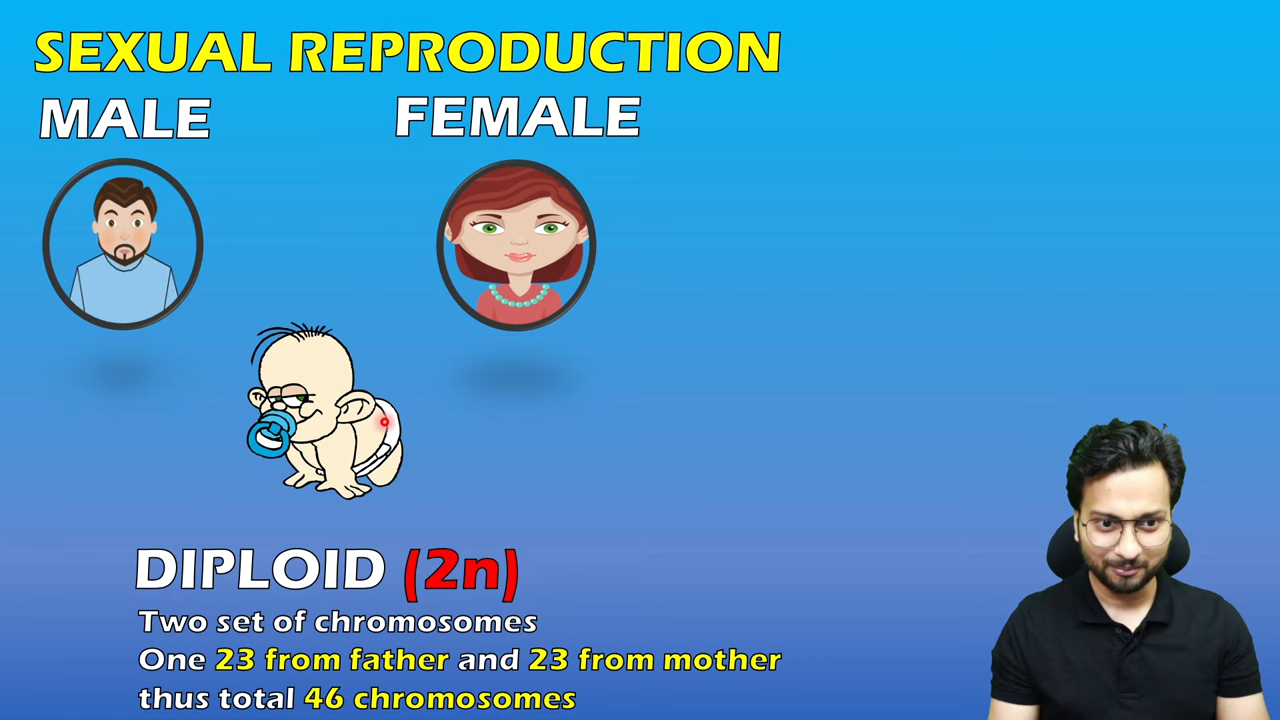 SEXUAL REPRODUCTION
MALE FEMALE
DIPLOID (2n)
Two set of chromosomes
One 23 from father and 23 from mother
thus total 46 chromosomes